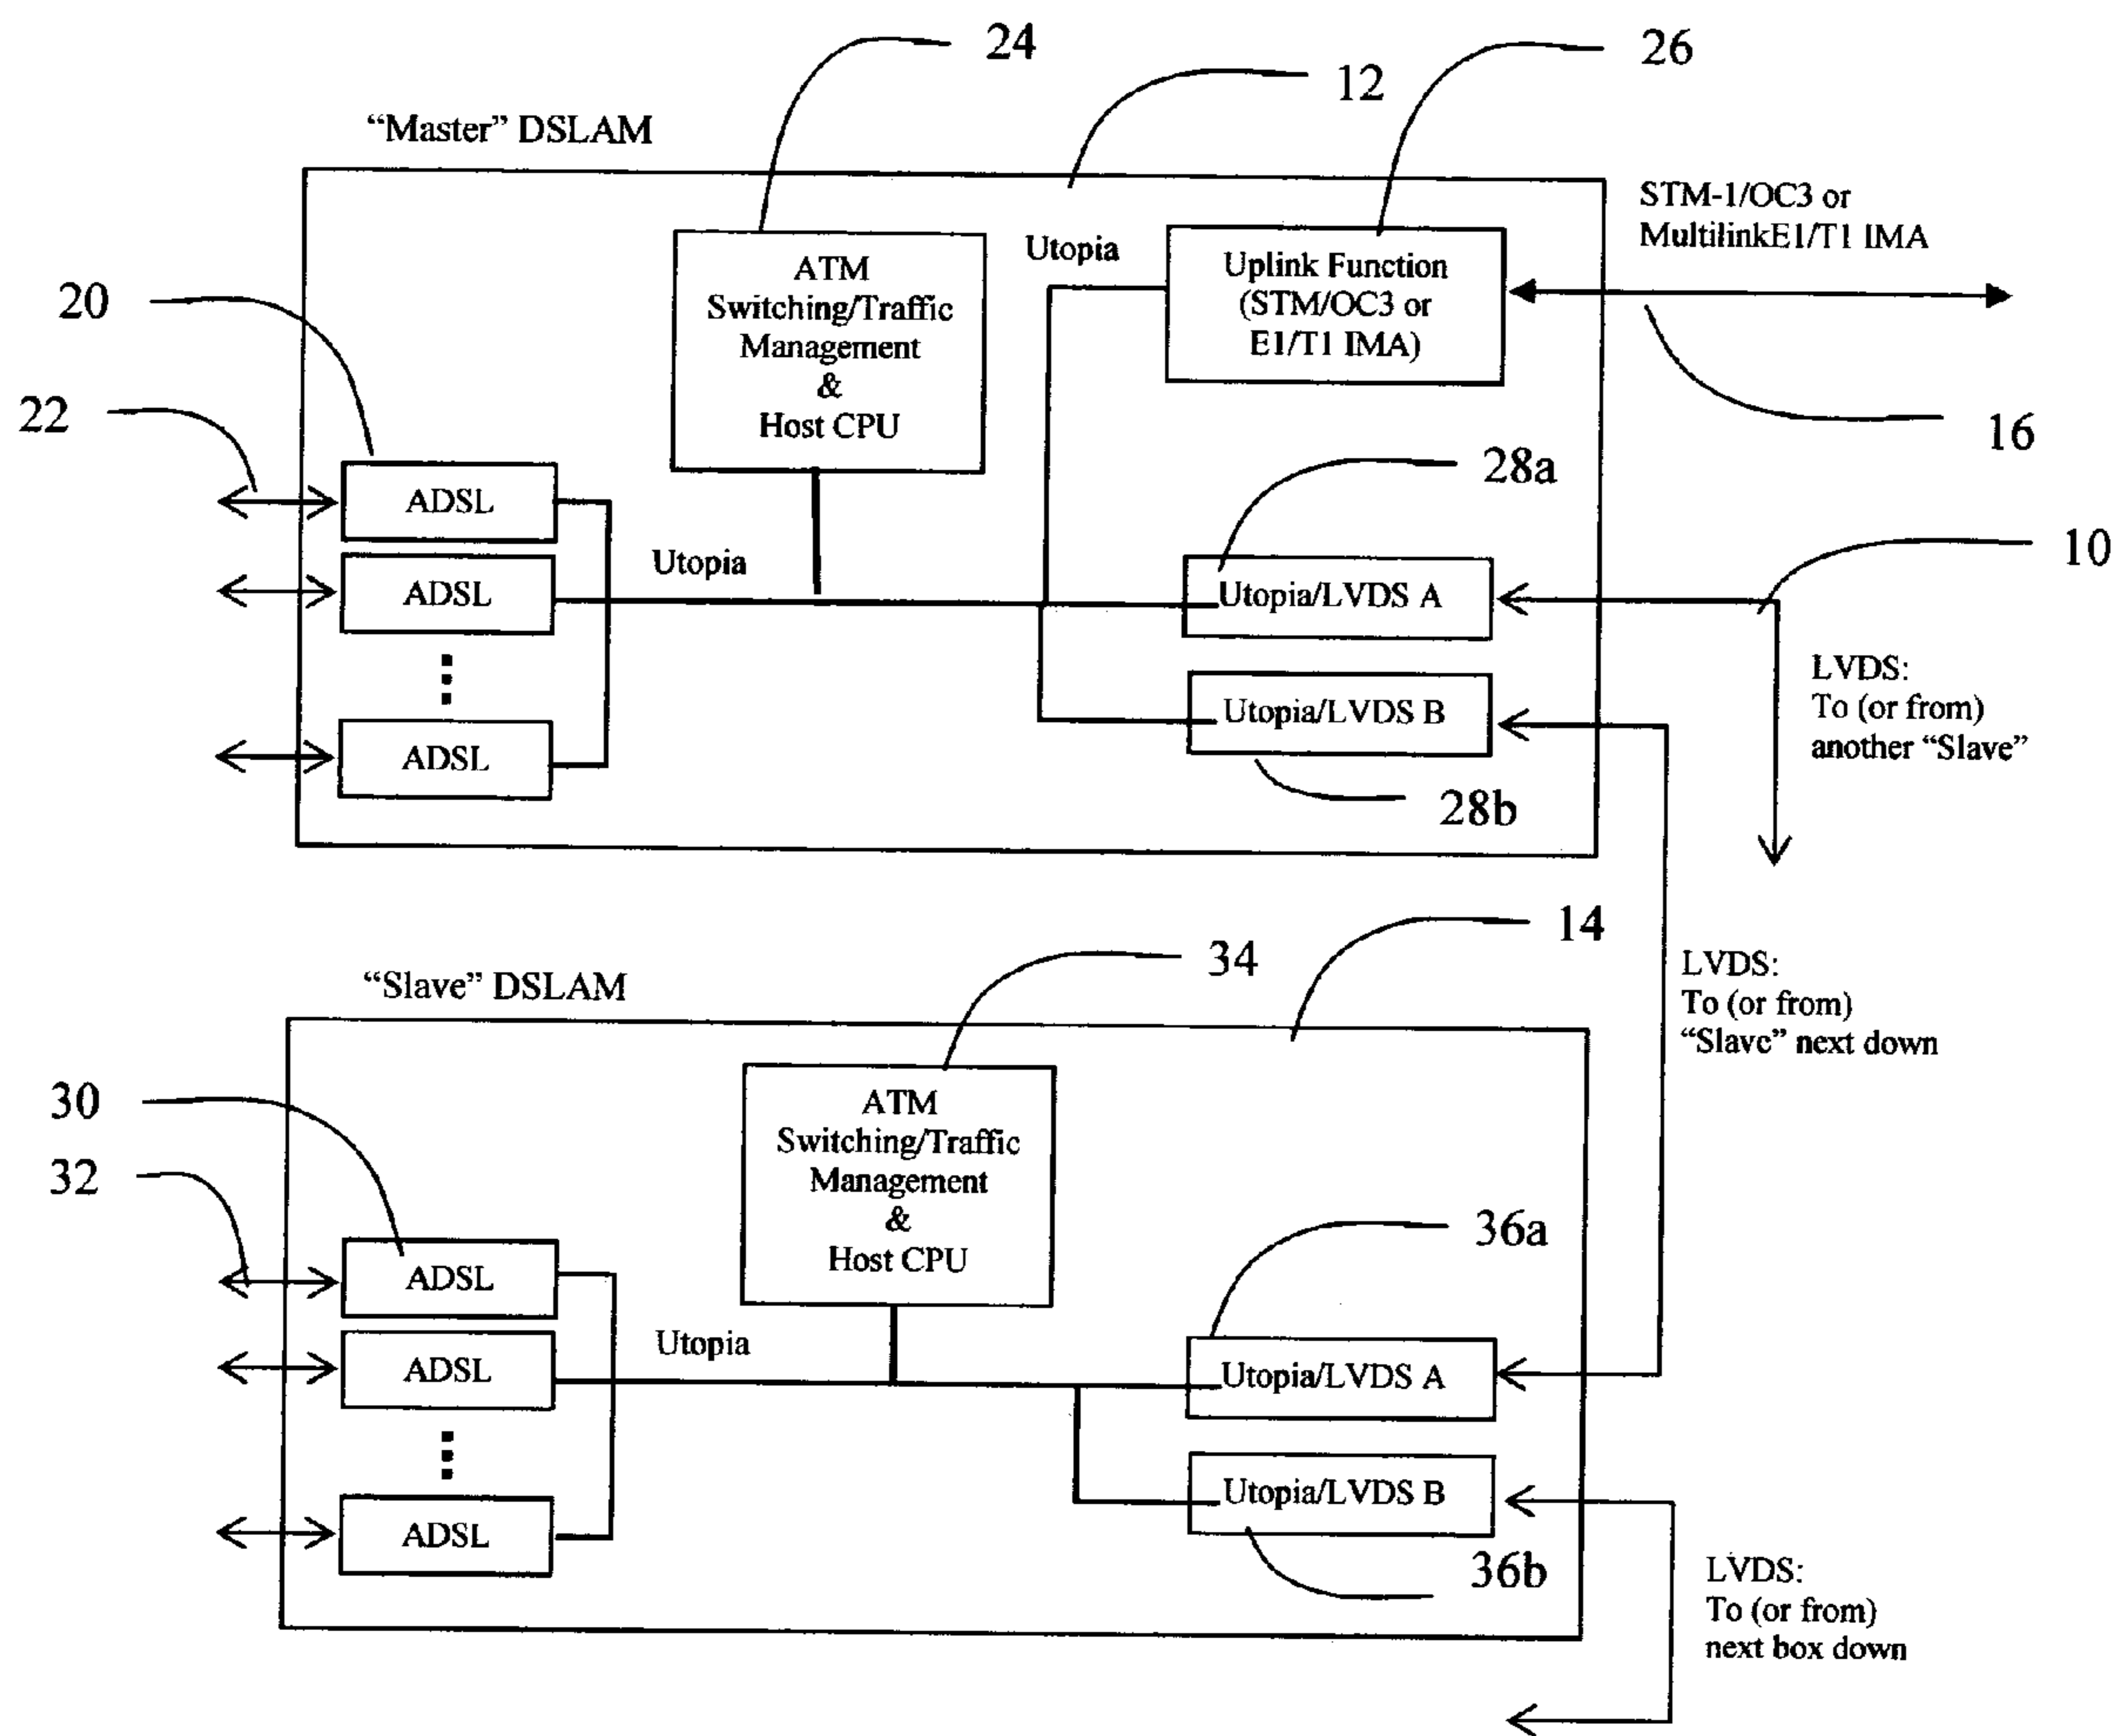 24
26
12
“Master” DSLAM
STM-1/OC3 or
MultilinkE1/T1 IMA
Utopia
ATM
Switching/Traffic
Management
&
Host CPU
Uplink Function
(STM/OC3 or
E1/T1 IMA)
20
22
16
28a
ADSL
Utopia
ADSL
ADSL
Utopia/LVDS A
10
Utopia/LVDS B
28b
LVDS:
To (or from)
another “Slave”
14
34
“Slave” DSLAM
LVDS:
To (or from)
“Slave” next down
30
32
ATM
Switching/Traffic
Management
&
Host CPU
36a
ADSL
Utopia
ADSL
ADSL
Utopia/LVDS A
Utopia/LVDS B
36b
LVDS:
To (or from)
next box down